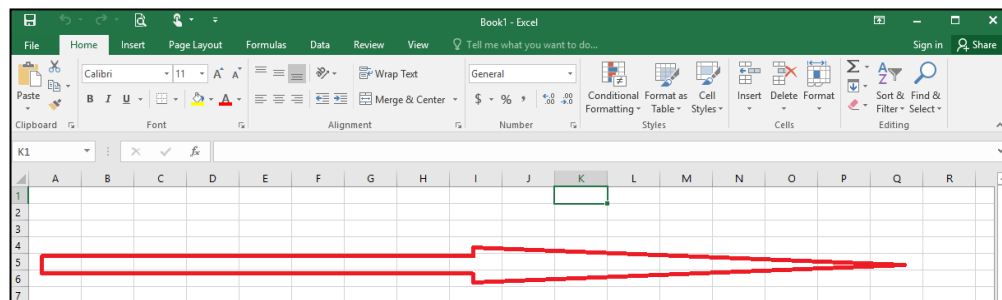 Book1 - Excel
File Home Insert Page Layout Formulas Data Review View Tell me what you want to do... Sign in Share
Calibri 11 Wrap Text General
Paste B I U A Merge & Center $ % Conditional Formatting Format as Table Cell Styles Insert Delete Format Sort & Filter Find & Select
Clipboard Font Alignment Number Styles Cells Editing
K1 fx
A B C D E F G H I J K L M N O P Q R
1
2
3
4
5
6
7